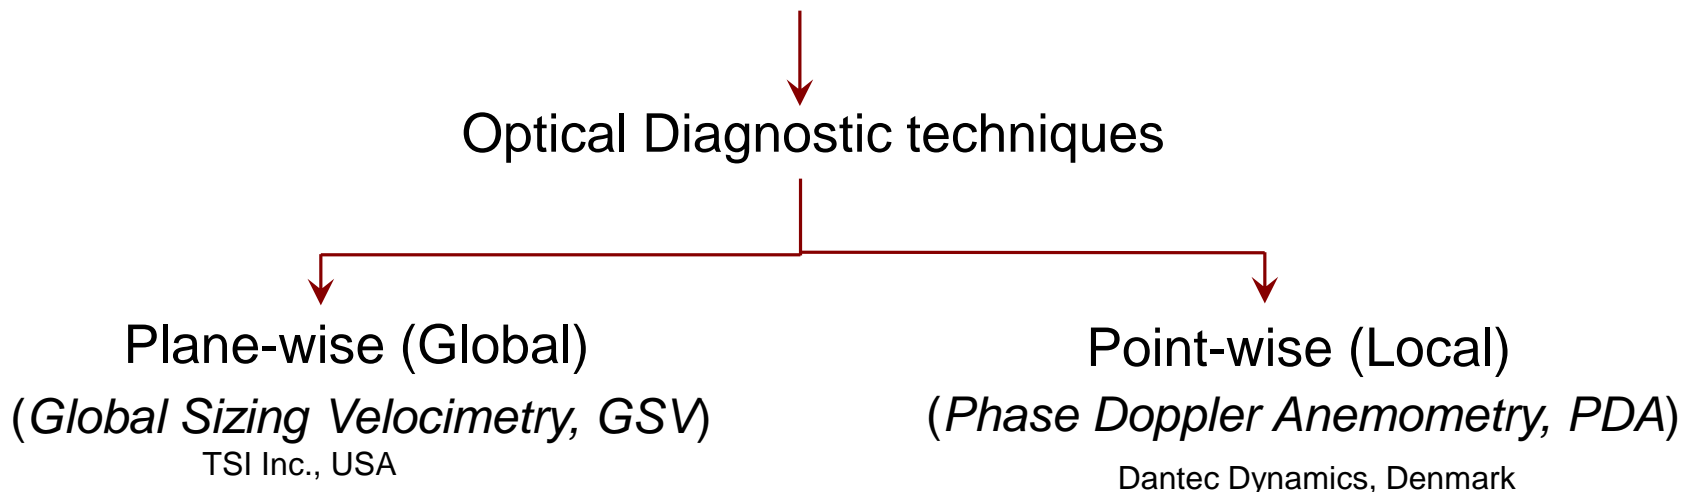 Optical Diagnostic techniques
Plane-wise (Global)
(Global Sizing Velocimetry, GSV)
TSI Inc., USA
Point-wise (Local)
(Phase Doppler Anemometry, PDA)
Dantec Dynamics, Denmark